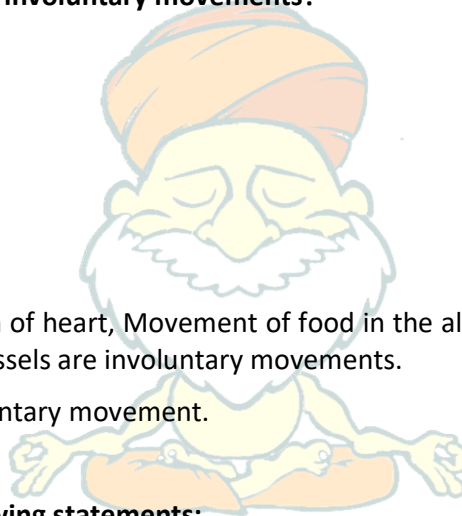 involuntary movements?
of heart, Movement of food in the al
ssels are involuntary movements.
ntary movement.
ving statements: